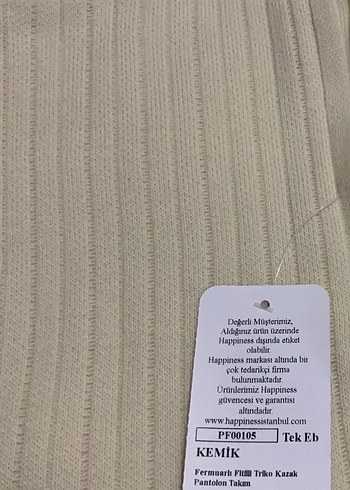 Değerli Müşterimiz,
Aldığınız ürün üzerinde
Happiness dışında etiket
olabilir.
Happiness markası altında bir
çok tedarikçi firma
bulunmaktadır.
Ürünlerimiz Happiness
güvencesi ve garantisi
altındadır.
www.happinessistanbul.com
PF00105 Tek Eb
KEMİK
Fermuarlı Fitilli Triko Kazak
Pantolon Takım